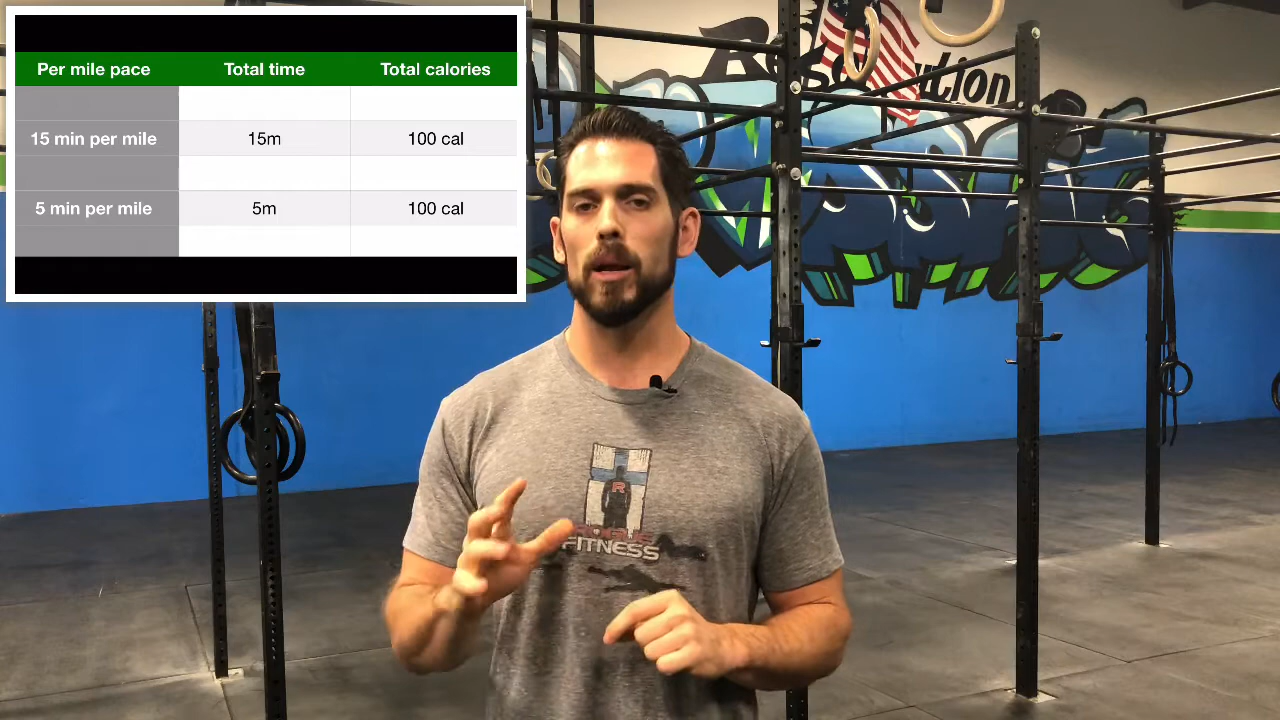 Per mile pace Total time Total calories
15 min per mile 15m 100 cal
5 min per mile 5m 100 cal
R
FITNESS